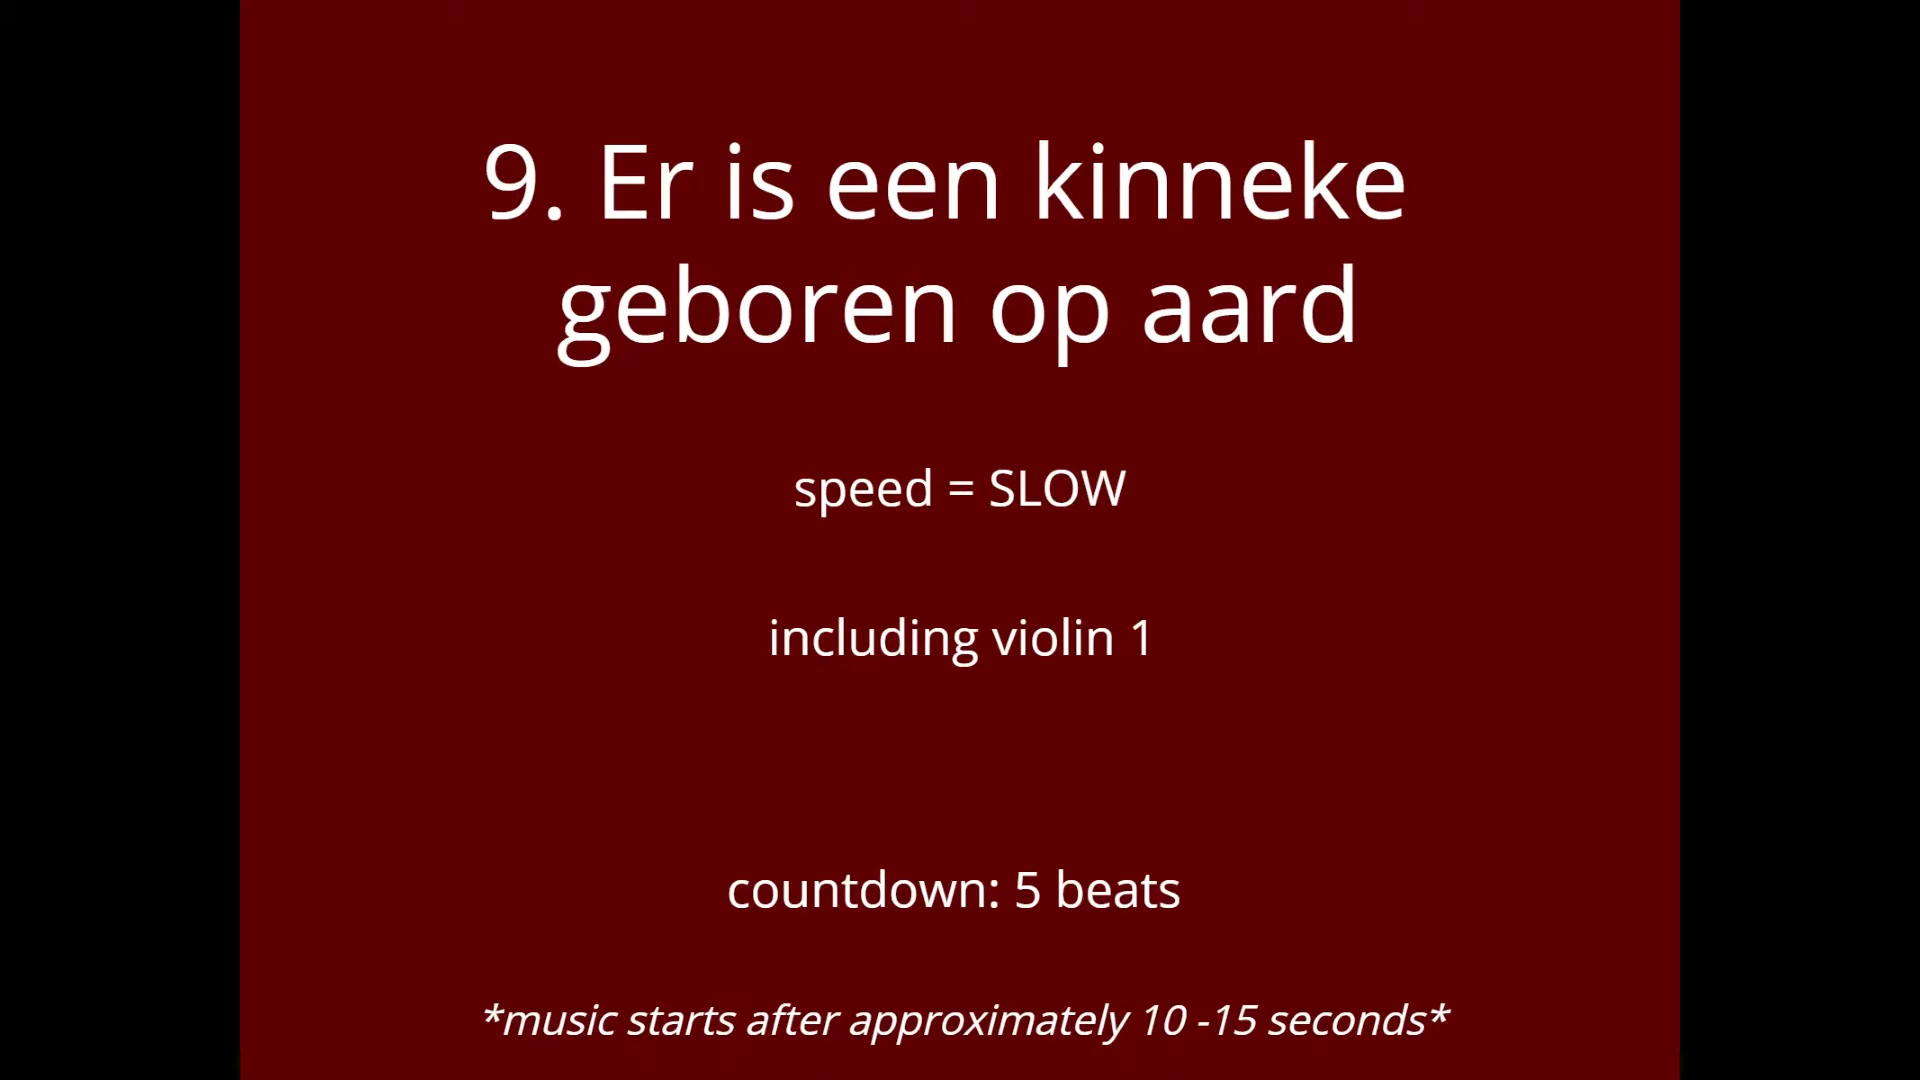 9. Er is een kinneke
geboren op aard
speed = SLOW
including violin 1
countdown: 5 beats
*music starts after approximately 10 -15 seconds*